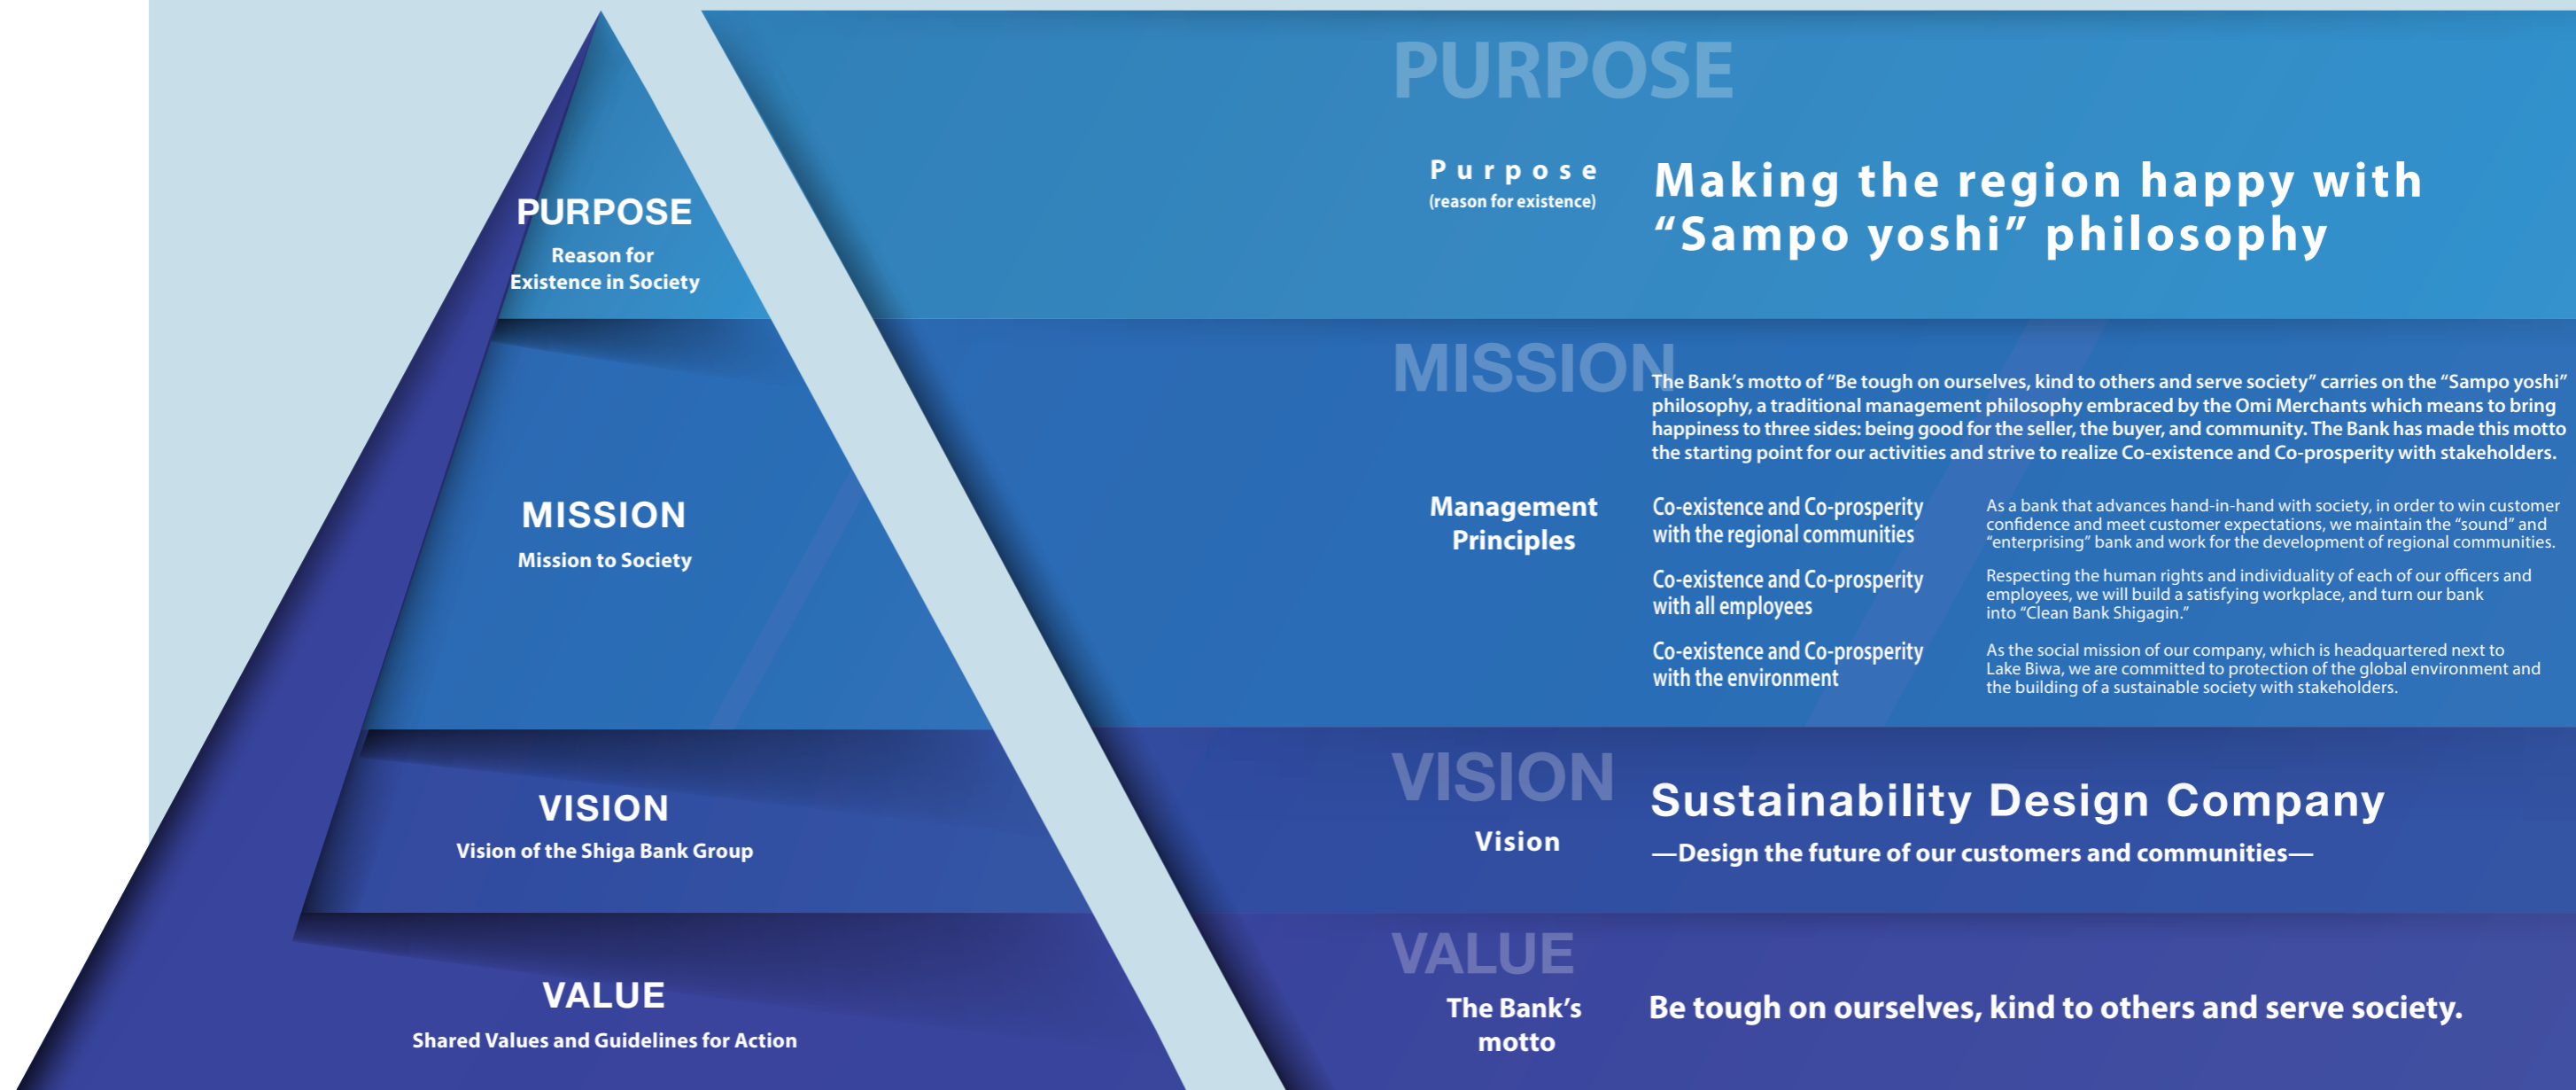 PURPOSE
Reason for
Existence in Society
MISSION
Mission to Society
VISION
Vision of the Shiga Bank Group
VALUE
Shared Values and Guidelines for Action
PURPOSE
Purpose
(reason for existence)
Making the region happy with
“Sampo yoshi” philosophy
MISSION
The Bank’s motto of “Be tough on ourselves, kind to others and serve society” carries on the “Sampo yoshi”
philosophy, a traditional management philosophy embraced by the Omi Merchants which means to bring
happiness to three sides: being good for the seller, the buyer, and community. The Bank has made this motto
the starting point for our activities and strive to realize Co-existence and Co-prosperity with stakeholders.
Management
Principles
Co-existence and Co-prosperity
with the regional communities
As a bank that advances hand-in-hand with society, in order to win customer
confidence and meet customer expectations, we maintain the “sound” and
“enterprising” bank and work for the development of regional communities.
Co-existence and Co-prosperity
with all employees
Respecting the human rights and individuality of each of our officers and
employees, we will build a satisfying workplace, and turn our bank
into “Clean Bank Shigagin.”
Co-existence and Co-prosperity
with the environment
As the social mission of our company, which is headquartered next to
Lake Biwa, we are committed to protection of the global environment and
the building of a sustainable society with stakeholders.
VISION
Vision
Sustainability Design Company
—Design the future of our customers and communities—
VALUE
The Bank’s
motto
Be tough on ourselves, kind to others and serve society.